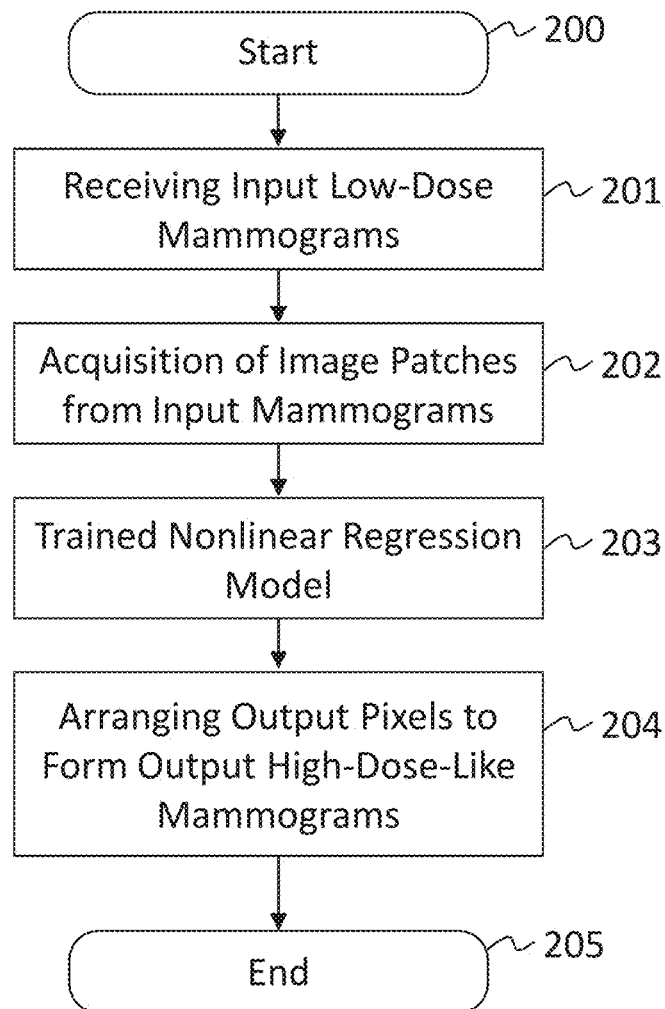 Start
200
Receiving Input Low-Dose
Mammograms
201
Acquisition of Image Patches
from Input Mammograms
202
Trained Nonlinear Regression
Model
203
Arranging Output Pixels to
Form Output High-Dose-Like
Mammograms
204
End
205